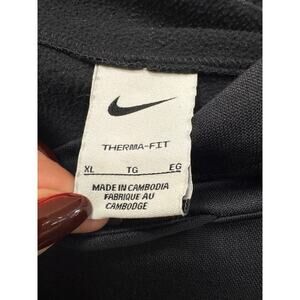 THERMA-FIT
XL TG EG
MADE IN CAMBODIA
FABRIQUE AU
CAMBODGE